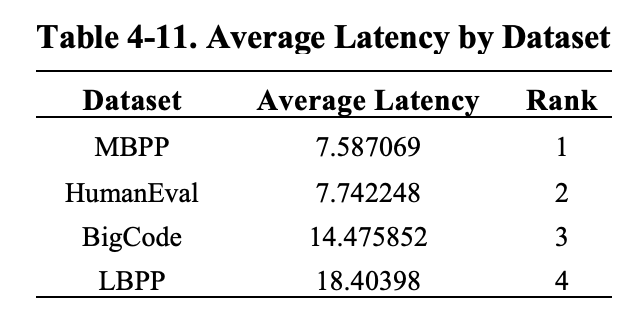 Table 4-11. Average Latency by Dataset
Dataset Average Latency Rank
MBPP 7.587069 1
HumanEval 7.742248 2
BigCode 14.475852 3
LBPP 18.40398 4